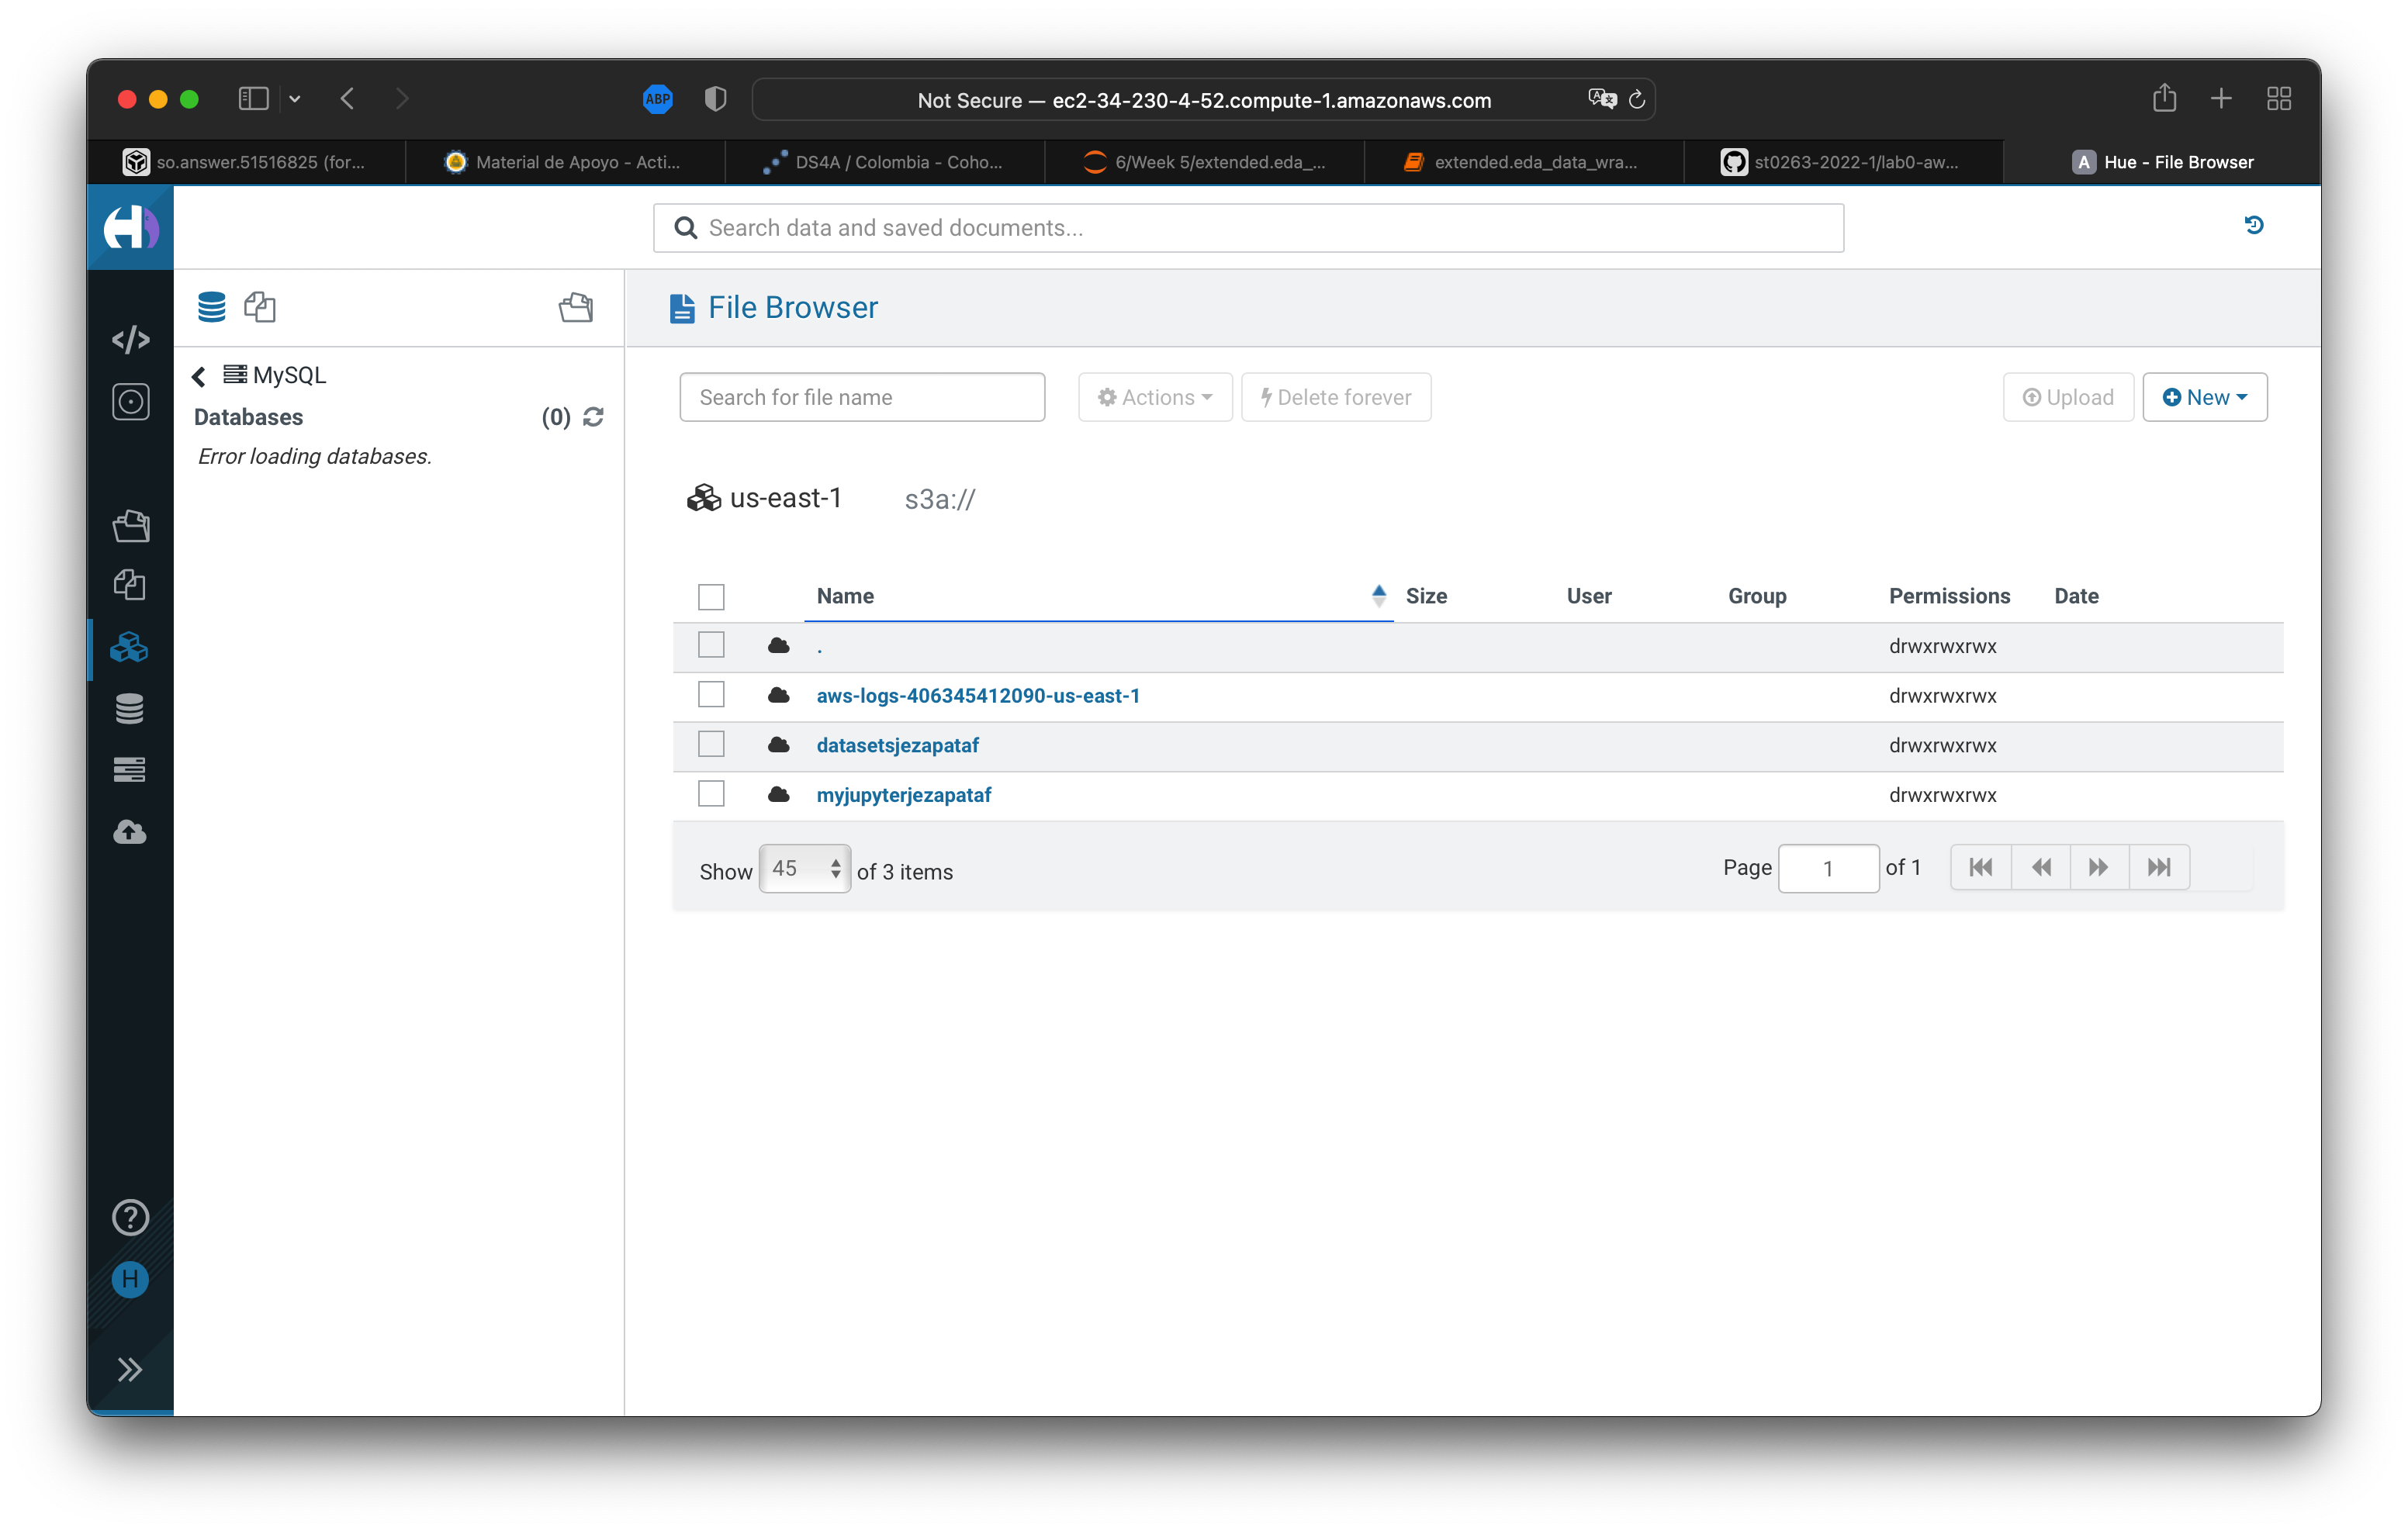 ABP
Not Secure — ec2-34-230-4-52.compute-1.amazonaws.com
so.answer.51516825 (for...
Material de Apoyo - Acti...
DS4A / Colombia - Coho...
6/Week 5/extended.eda_...
extended.eda_data_wra...
st0263-2022-1/lab0-aw...
A Hue - File Browser
Search data and saved documents...
File Browser
MySQL
Databases (0)
Error loading databases.
Search for file name
Actions
Delete forever
Upload
New
us-east-1 s3a://
Name Size User Group Permissions Date
. drwxrwxrwx
aws-logs-406345412090-us-east-1 drwxrwxrwx
datasetsjezapataf drwxrwxrwx
myjupyterjezapataf drwxrwxrwx
Show 45 of 3 items
Page 1 of 1
H